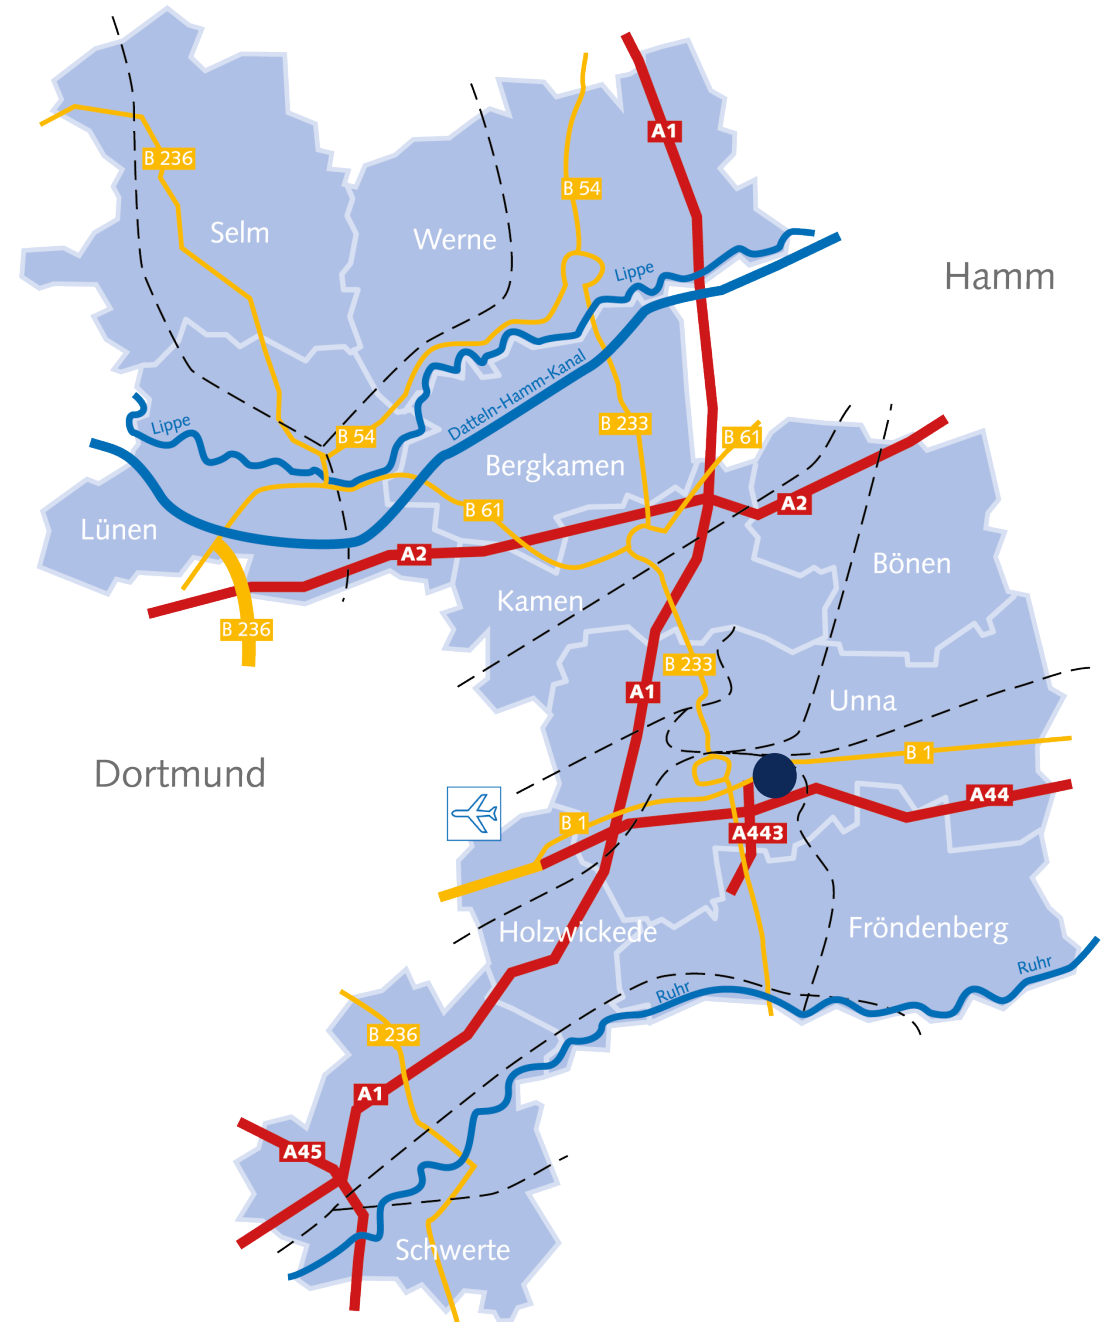 A1
B 236
B 54
Selm
Werne
Lippe
Hamm
Datteln-Hamm-Kanal
Lippe
B 54
B 233
B 61
Bergkamen
B 61
A2
Lünen
A2
Bönen
Kamen
B 236
B 233
A1
Unna
B 1
Dortmund
A44
B 1
A443
Holzwickede
Fröndenberg
Ruhr
Ruhr
B 236
A1
A45
Schwerte